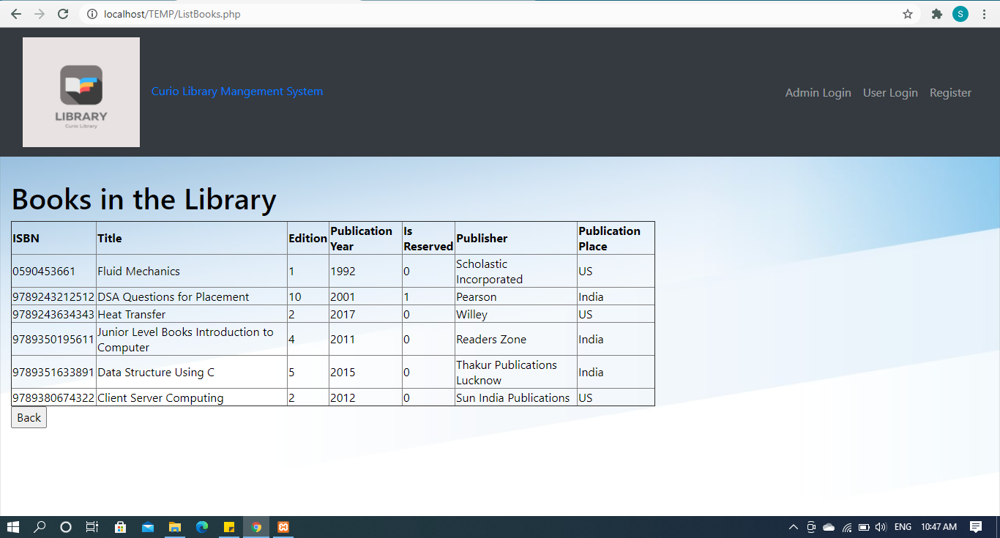 localhost/TEMP/ListBooks.php
S
LIBRARY
Curio Library
Curio Library Mangement System
Admin Login User Login Register
Books in the Library
ISBN Title Edition Publication Year Is Reserved Publisher Publication Place
0590453661 Fluid Mechanics 1 1992 0 Scholastic Incorporated US
9789243212512 DSA Questions for Placement 10 2001 1 Pearson India
9789243634343 Heat Transfer 2 2017 0 Willey US
9789350195611 Junior Level Books Introduction to Computer 4 2011 0 Readers Zone India
9789351633891 Data Structure Using C 5 2015 0 Thakur Publications Lucknow India
9789380674322 Client Server Computing 2 2012 0 Sun India Publications US
Back
ENG 10:47 AM